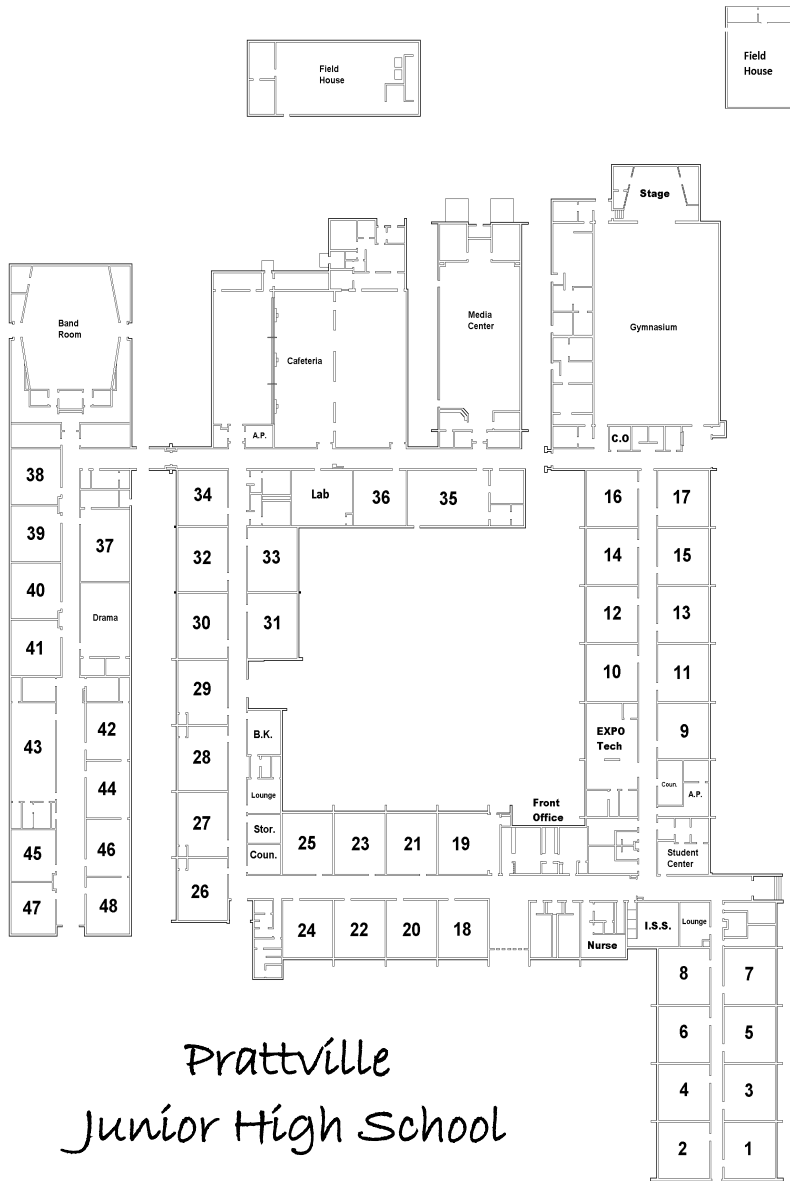 Field
House
Field
House
Stage
Band
Room
Media
Center
Gymnasium
Cafeteria
A.P.
C.O
38
34
Lab
36
35
16
17
39
37
32
33
14
15
40
Drama
30
31
12
13
41
29
10
11
43
42
28
B.K.
EXPO
Tech
9
44
Lounge
Coun.
A.P.
27
Stor.
Front
Office
45
46
Coun.
25
23
21
19
Student
Center
47
48
26
24
22
20
18
Nurse
I.S.S.
Lounge
8
7
6
5
4
3
2
1
Prattville
Junior High School